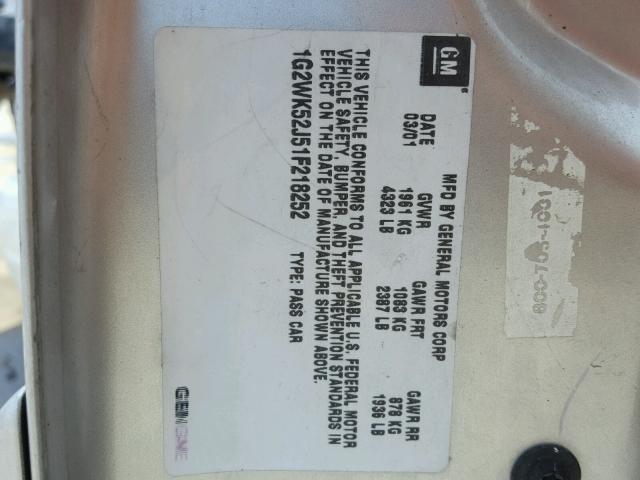 GM
MFD BY GENERAL MOTORS CORP
DATE GVWR GAWR FRT GAWR RR
03/01 1961 KG 1083 KG 878 KG
4323 LB 2387 LB 1936 LB
THIS VEHICLE CONFORMS TO ALL APPLICABLE U.S. FEDERAL MOTOR
VEHICLE SAFETY, BUMPER, AND THEFT PREVENTION STANDARDS IN
EFFECT ON THE DATE OF MANUFACTURE SHOWN ABOVE.
1G2WK52J51F218252 TYPE: PASS CAR